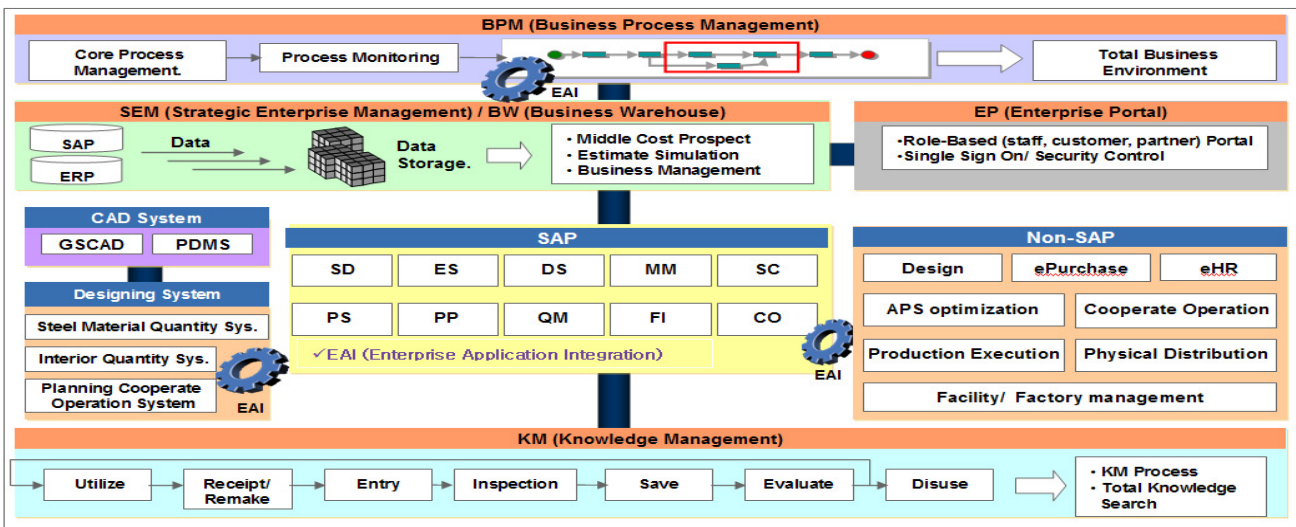 BPM (Business Process Management)
Core Process
Management.
Process Monitoring
EAI
Total Business
Environment
SEM (Strategic Enterprise Management) / BW (Business Warehouse)
SAP
ERP
Data
Data
Storage.
• Middle Cost Prospect
• Estimate Simulation
• Business Management
EP (Enterprise Portal)
•Role-Based (staff, customer, partner) Portal
•Single Sign On/ Security Control
CAD System
GSCAD
PDMS
Designing System
Steel Material Quantity Sys.
Interior Quantity Sys.
Planning Cooperate
Operation System
EAI
SAP
SD
ES
DS
MM
SC
PS
PP
QM
FI
CO
✓EAI (Enterprise Application Integration)
EAI
Non-SAP
Design
ePurchase
eHR
APS optimization
Cooperate Operation
Production Execution
Physical Distribution
Facility/ Factory management
KM (Knowledge Management)
Utilize
Receipt/
Remake
Entry
Inspection
Save
Evaluate
Disuse
• KM Process
• Total Knowledge
Search